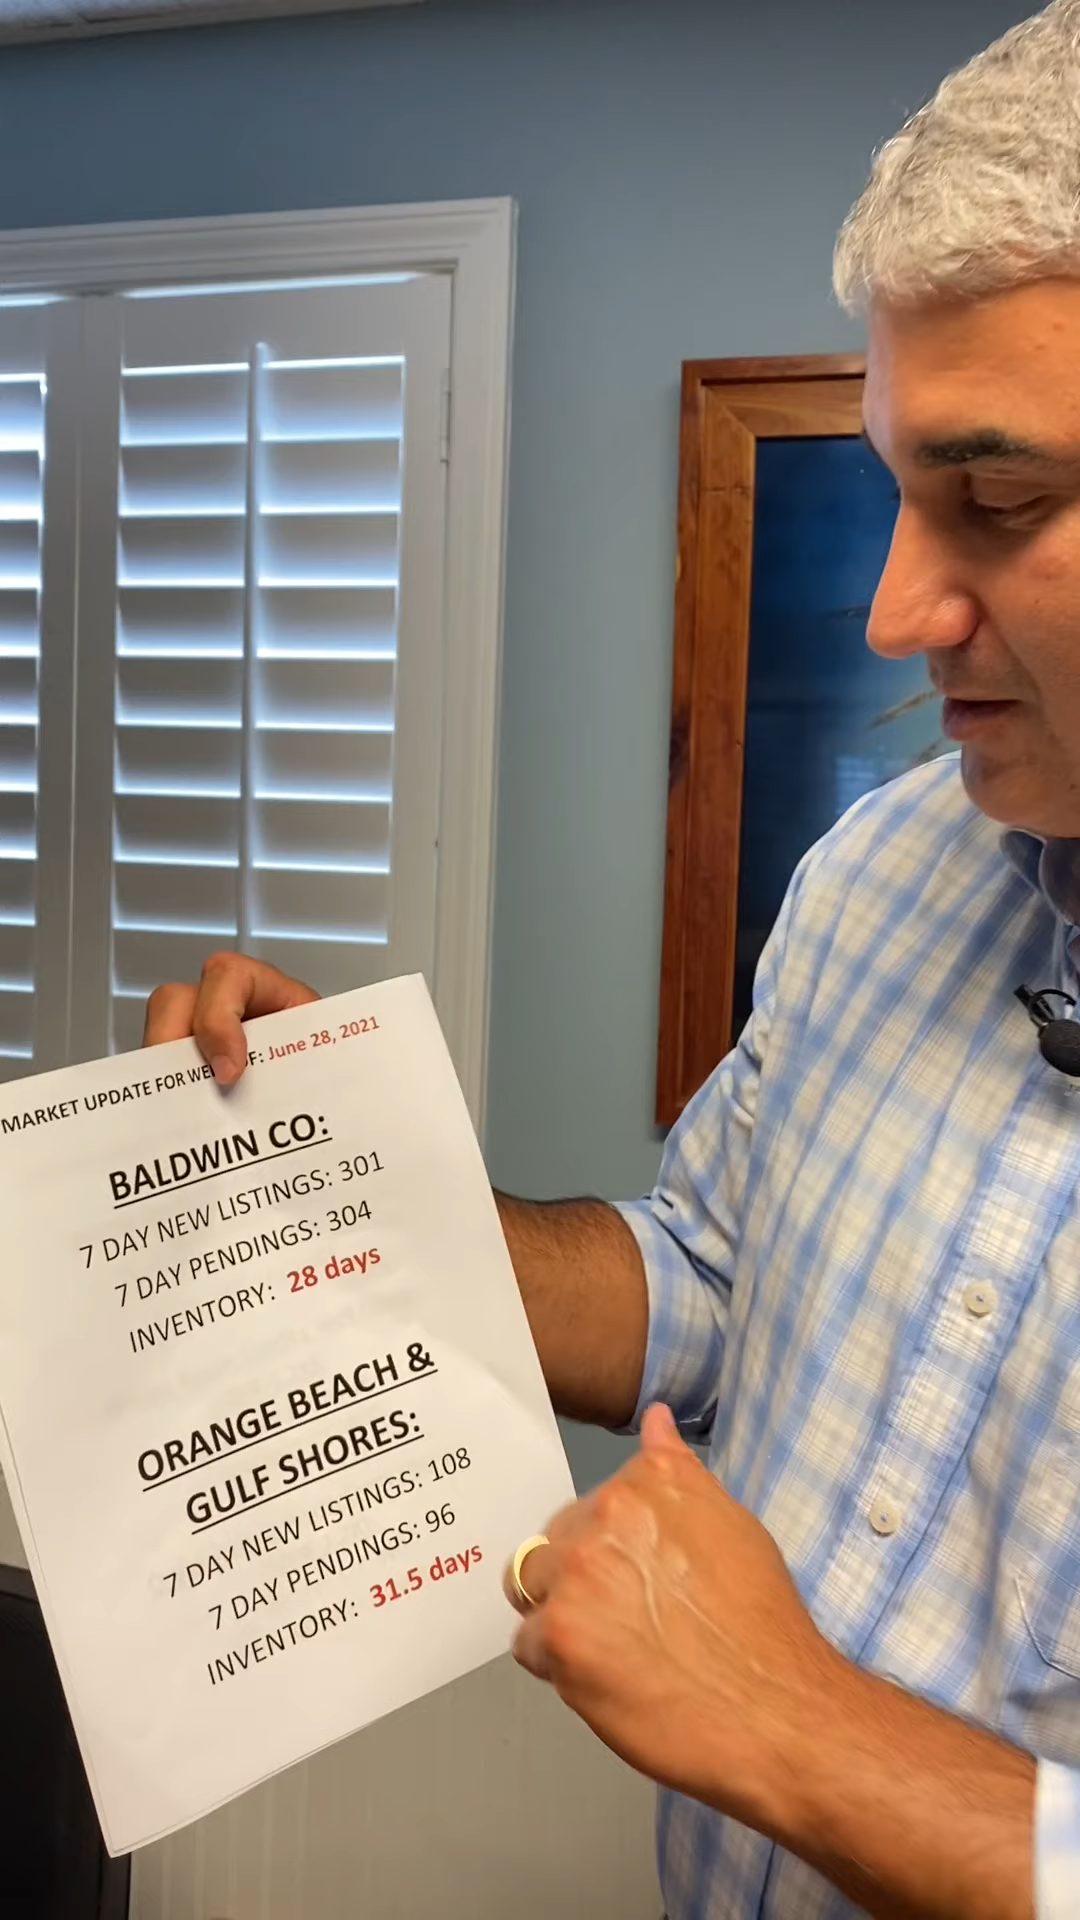 MARKET UPDATE FOR WE F: June 28, 2021
BALDWIN CO:
7 DAY NEW LISTINGS: 301
7 DAY PENDINGS: 304
INVENTORY: 28 days
ORANGE BEACH &
GULF SHORES:
7 DAY NEW LISTINGS: 108
7 DAY PENDINGS: 96
INVENTORY: 31.5 days